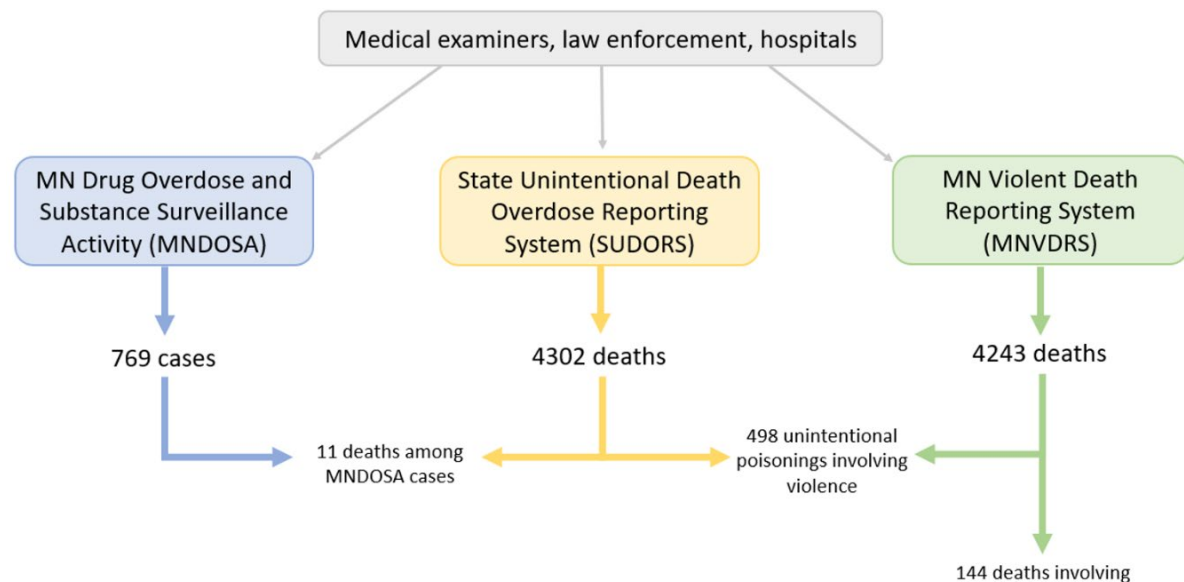 Medical examiners, law enforcement, hospitals
MN Drug Overdose and
Substance Surveillance
Activity (MNDOSA)
State Unintentional Death
Overdose Reporting
System (SUDORS)
MN Violent Death
Reporting System
(MNVDRS)
769 cases
4302 deaths
4243 deaths
11 deaths among
MNDOSA cases
498 unintentional
poisonings involving
violence
144 deaths involving